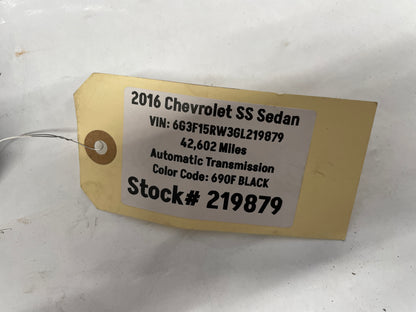 2016 Chevrolet SS Sedan
VIN: 6G3F15RW3GL219879
42,602 Miles
Automatic Transmission
Color Code: 690F BLACK
Stock# 219879